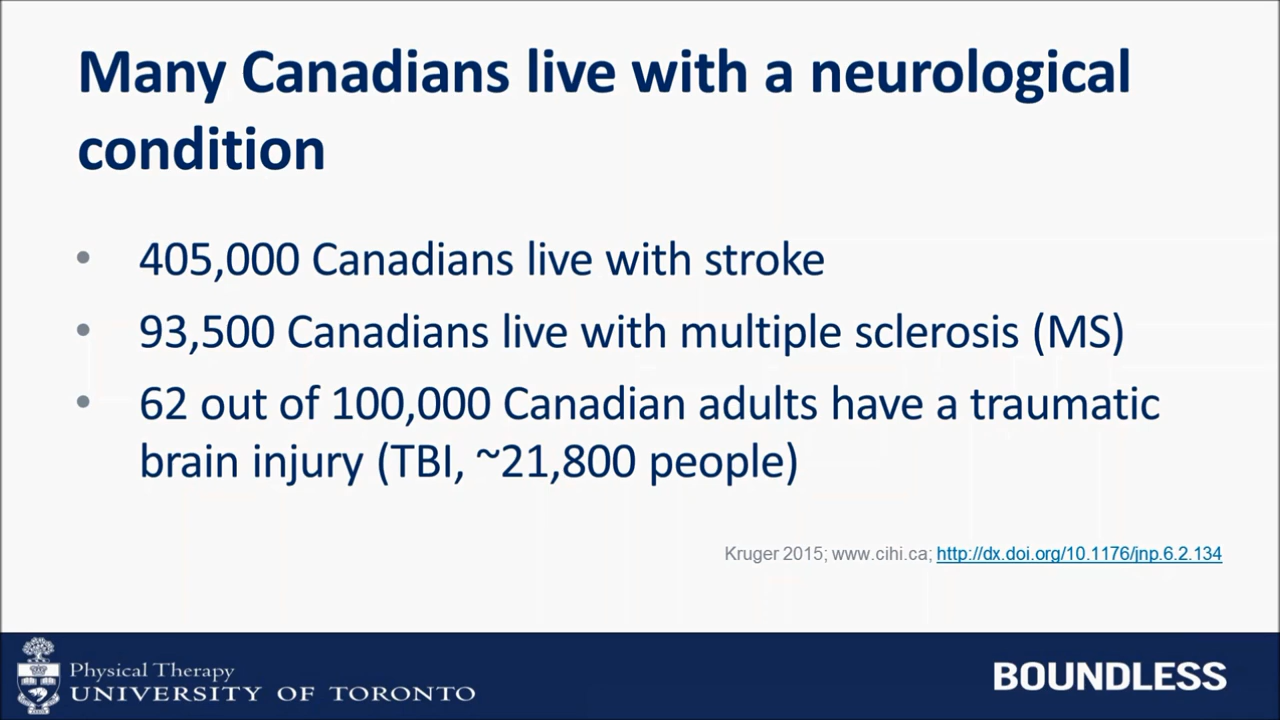 Many Canadians live with a neurological
condition
• 405,000 Canadians live with stroke
• 93,500 Canadians live with multiple sclerosis (MS)
• 62 out of 100,000 Canadian adults have a traumatic
brain injury (TBI, ~21,800 people)
Kruger 2015; www.cihi.ca; http://dx.doi.org/10.1176/jnp.6.2.134
Physical Therapy
UNIVERSITY OF TORONTO
BOUNDLESS